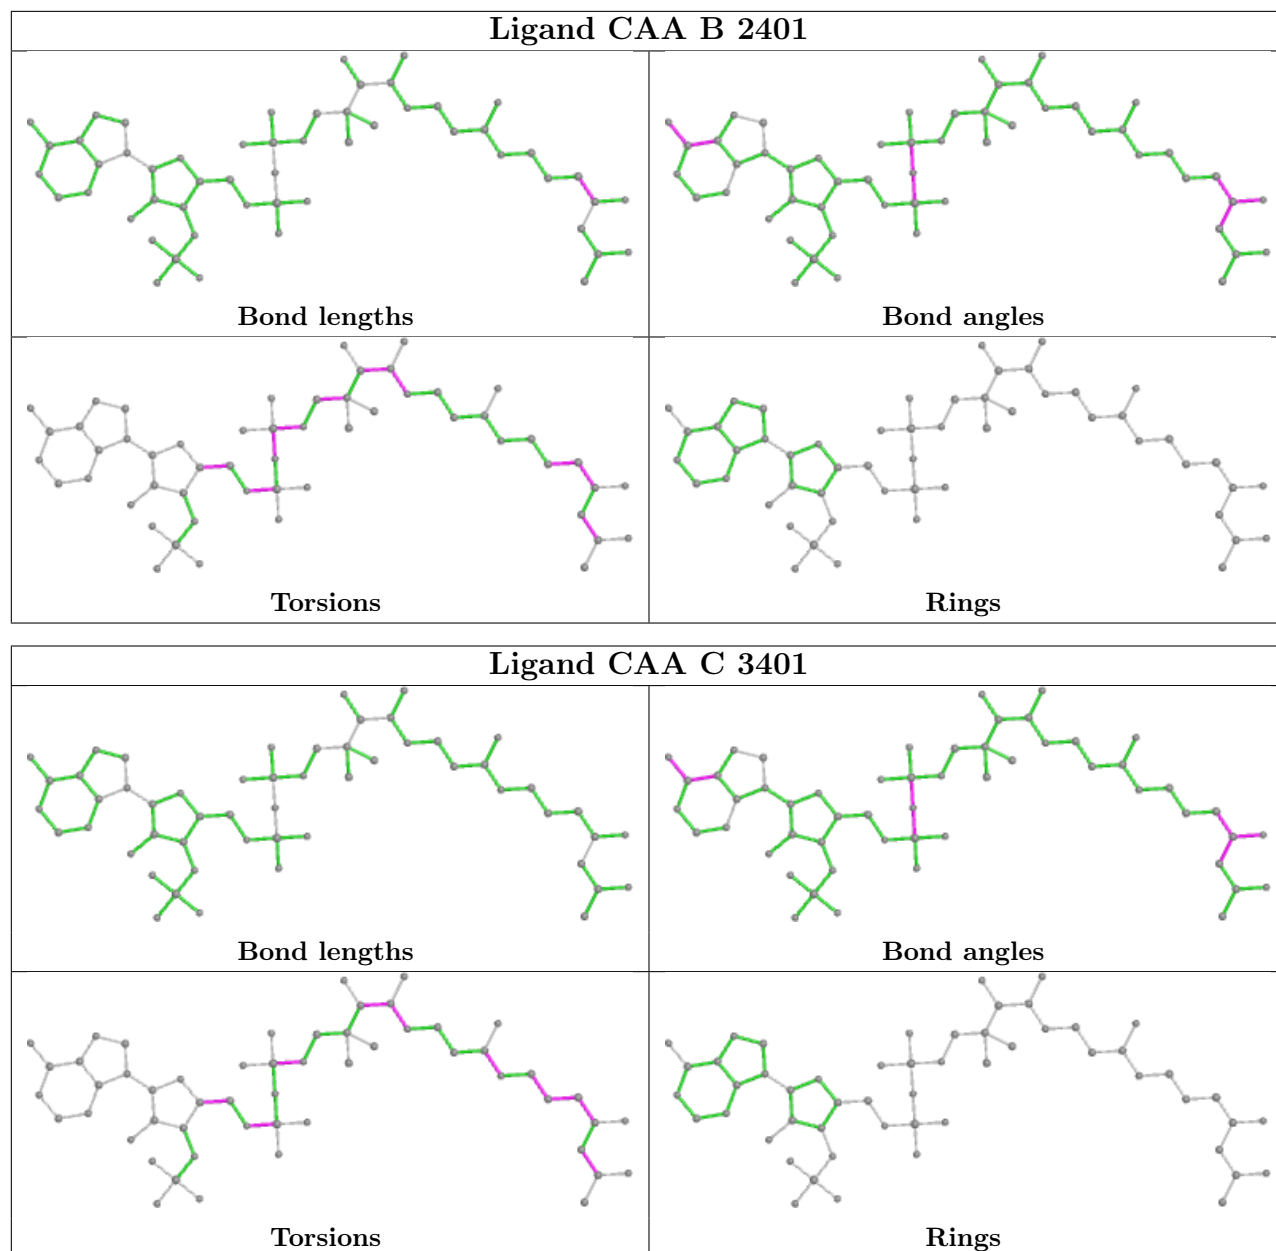 Ligand CAA B 2401
Bond lengths
Bond angles
Torsions
Rings
Ligand CAA C 3401
Bond lengths
Bond angles
Torsions
Rings